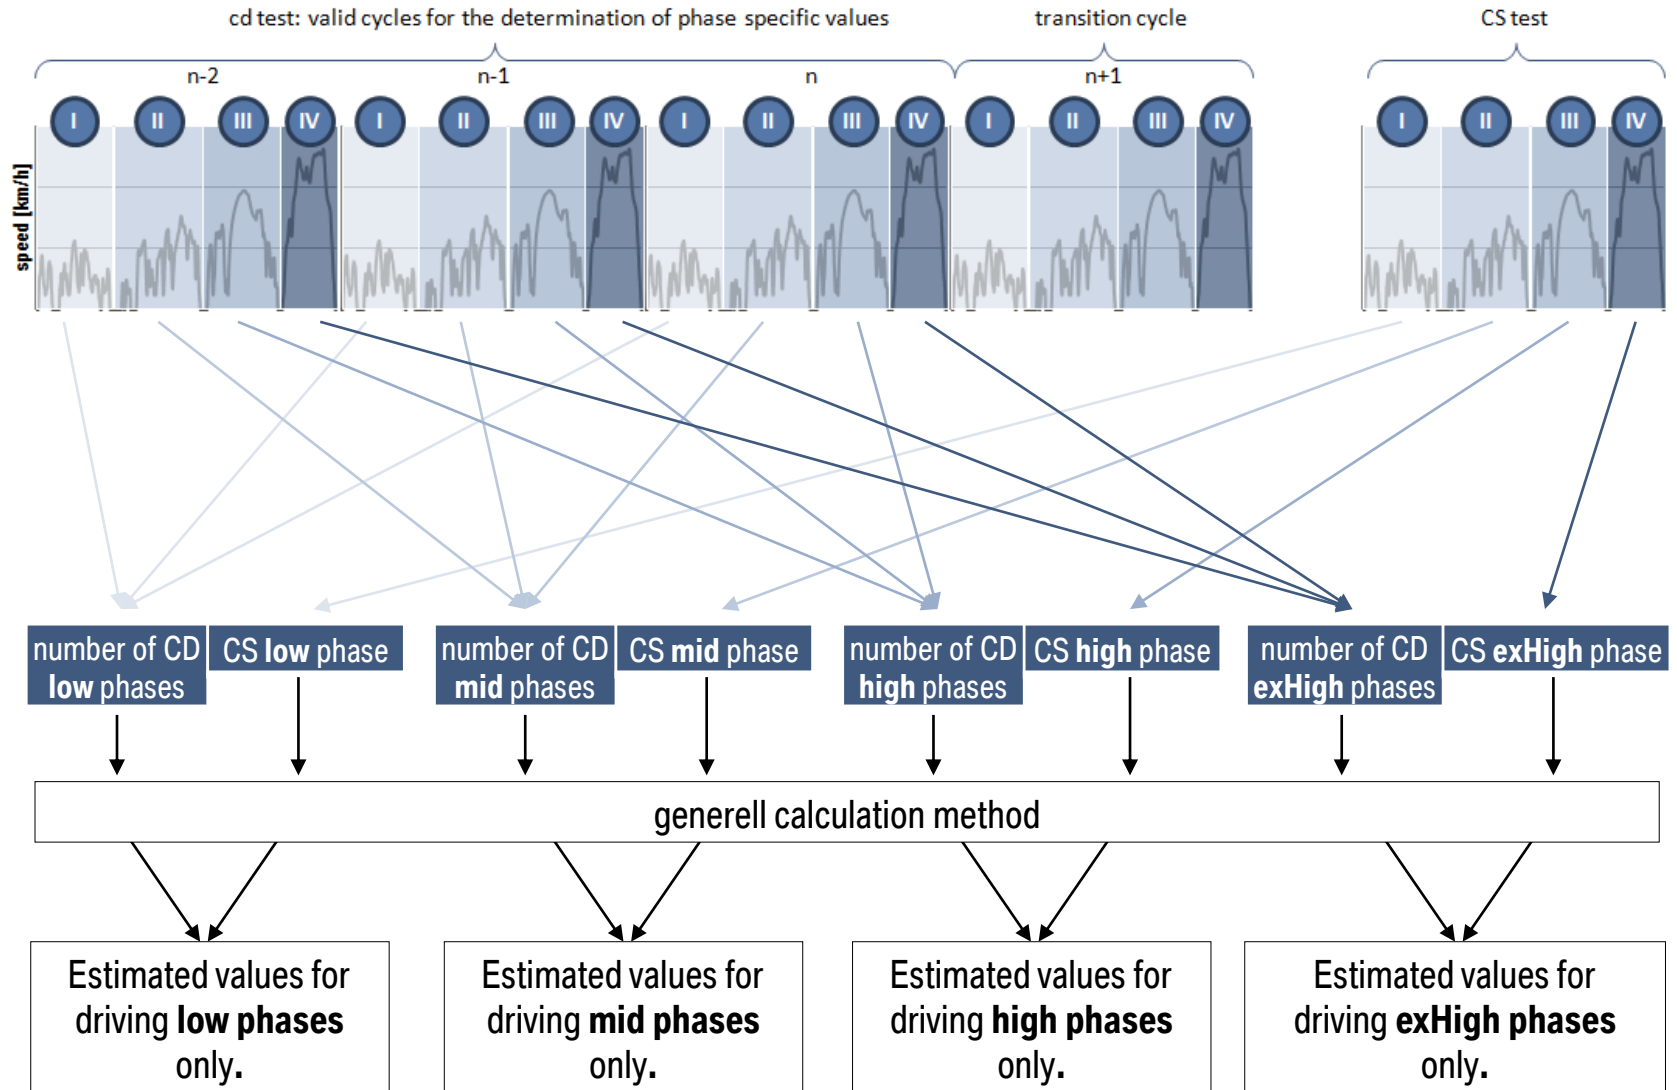 cd test: valid cycles for the determination of phase specific values
transition cycle
CS test
n-2
n-1
n
n+1
I II III IV I II III IV I II III IV I II III IV I II III IV
speed [km/h]
number of CD
low phases
CS low phase
number of CD
mid phases
CS mid phase
number of CD
high phases
CS high phase
number of CD
exHigh phases
CS exHigh phase
generell calculation method
Estimated values for
driving low phases
only.
Estimated values for
driving mid phases
only.
Estimated values for
driving high phases
only.
Estimated values for
driving exHigh phases
only.